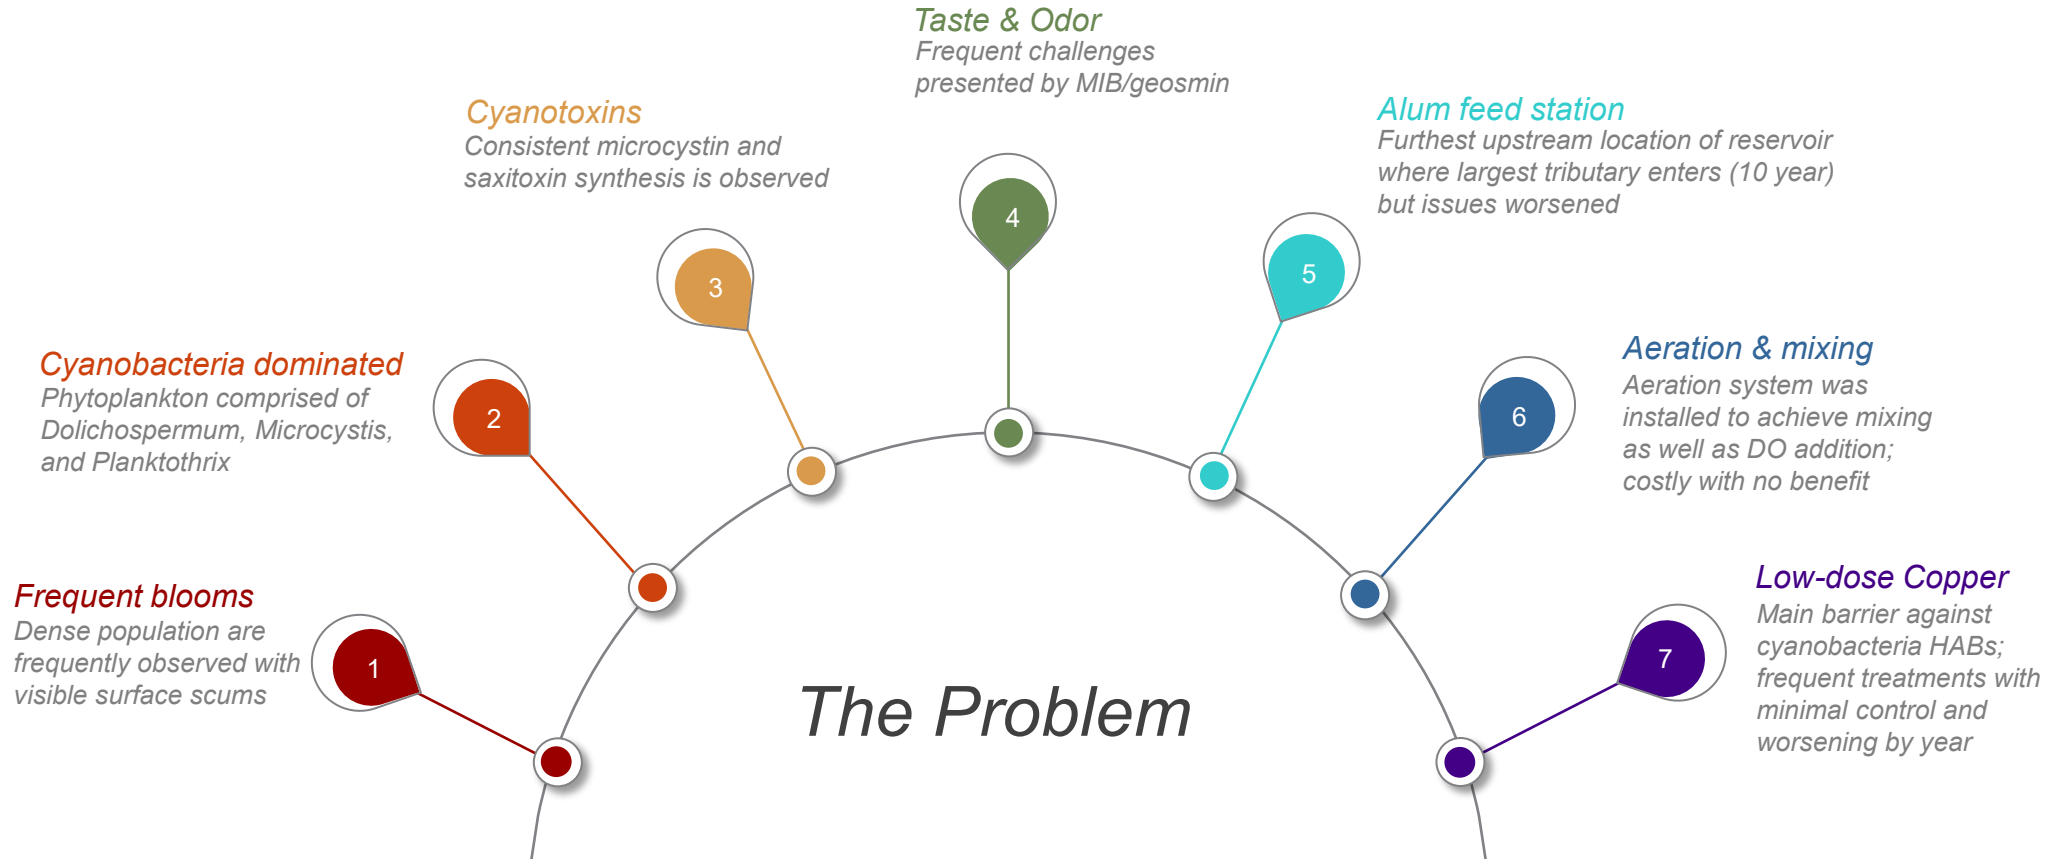 Frequent blooms
Dense population are
frequently observed with
visible surface scums
1
Cyanobacteria dominated
Phytoplankton comprised of
Dolichospermum, Microcystis,
and Planktothrix
2
Cyanotoxins
Consistent microcystin and
saxitoxin synthesis is observed
3
Taste & Odor
Frequent challenges
presented by MIB/geosmin
4
Alum feed station
Furthest upstream location of reservoir
where largest tributary enters (10 year)
but issues worsened
5
Aeration & mixing
Aeration system was
installed to achieve mixing
as well as DO addition;
costly with no benefit
6
Low-dose Copper
Main barrier against
cyanobacteria HABs;
frequent treatments with
minimal control and
worsening by year
7
The Problem